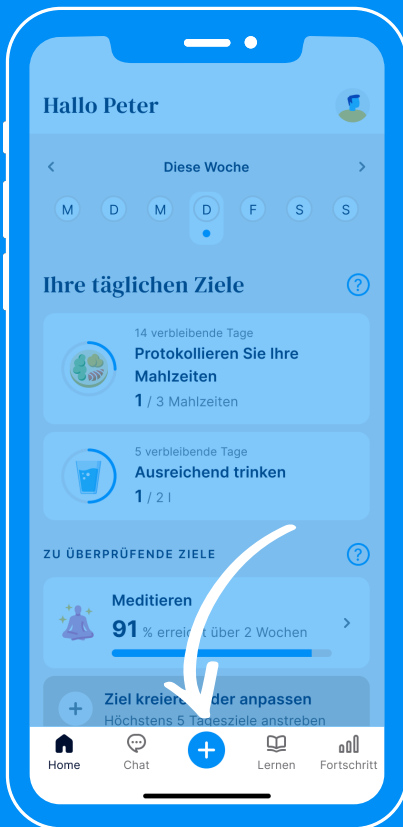 Hallo Peter
Diese Woche
M D M D F S S
Ihre täglichen Ziele
?
14 verbleibende Tage
Protokollieren Sie Ihre
Mahlzeiten
1 / 3 Mahlzeiten
5 verbleibende Tage
Ausreichend trinken
1 / 2 l
ZU ÜBERPRÜFENDE ZIELE
?
Meditieren
91 % erreicht über 2 Wochen
Ziel kreieren oder anpassen
Höchstens 5 Tagesziele anstreben
Home Chat Lernen Fortschritt